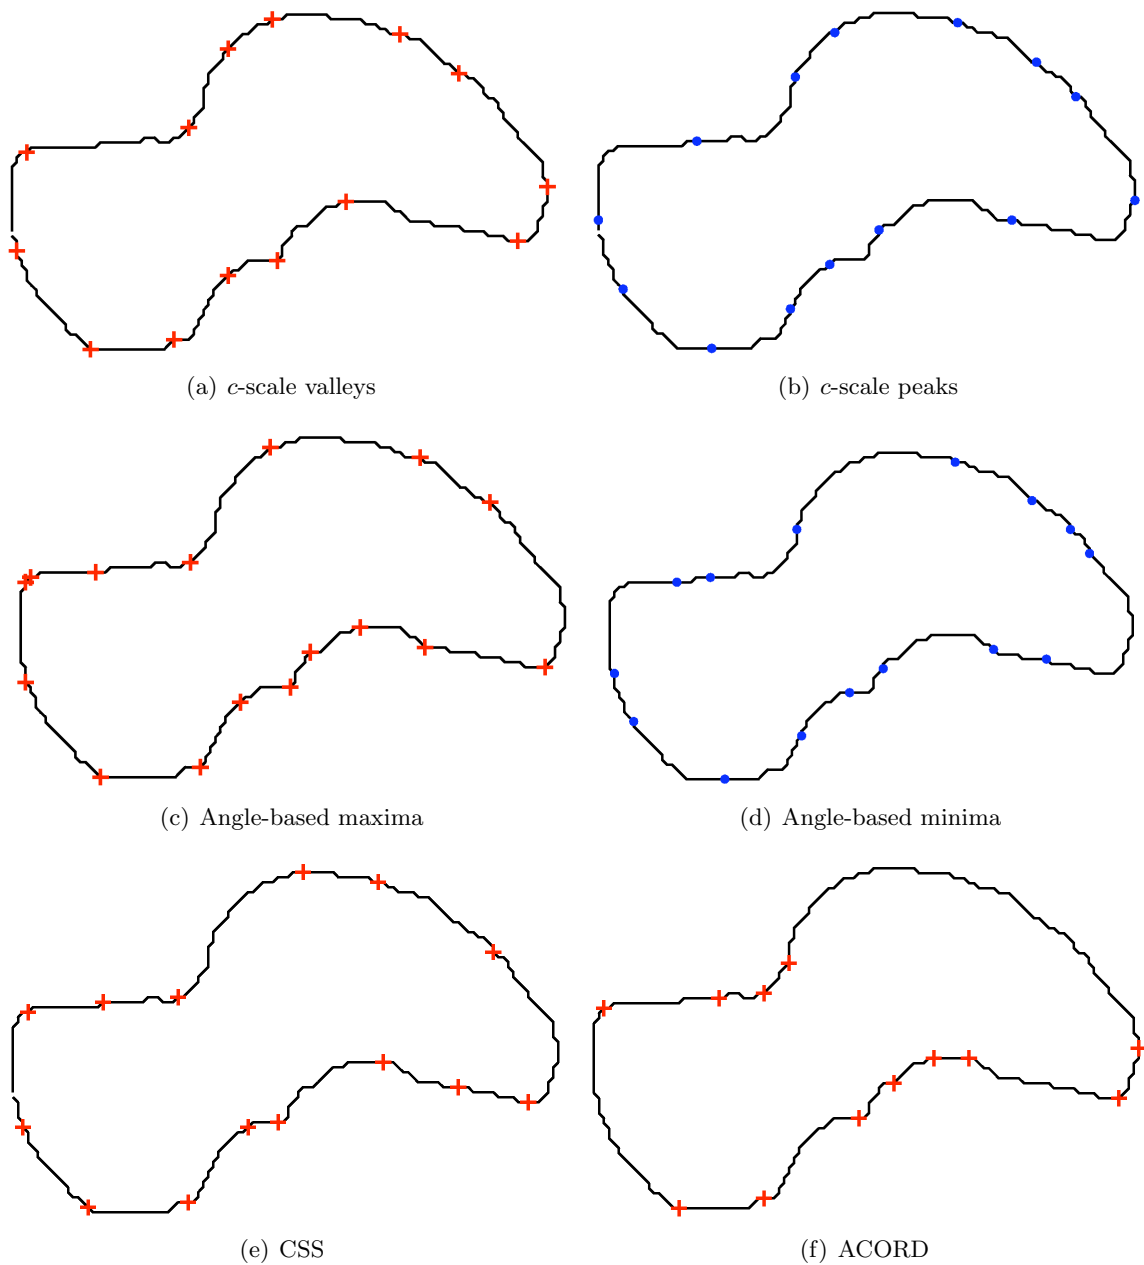 (a) c-scale valleys
(b) c-scale peaks
(c) Angle-based maxima
(d) Angle-based minima
(e) CSS
(f) ACORD